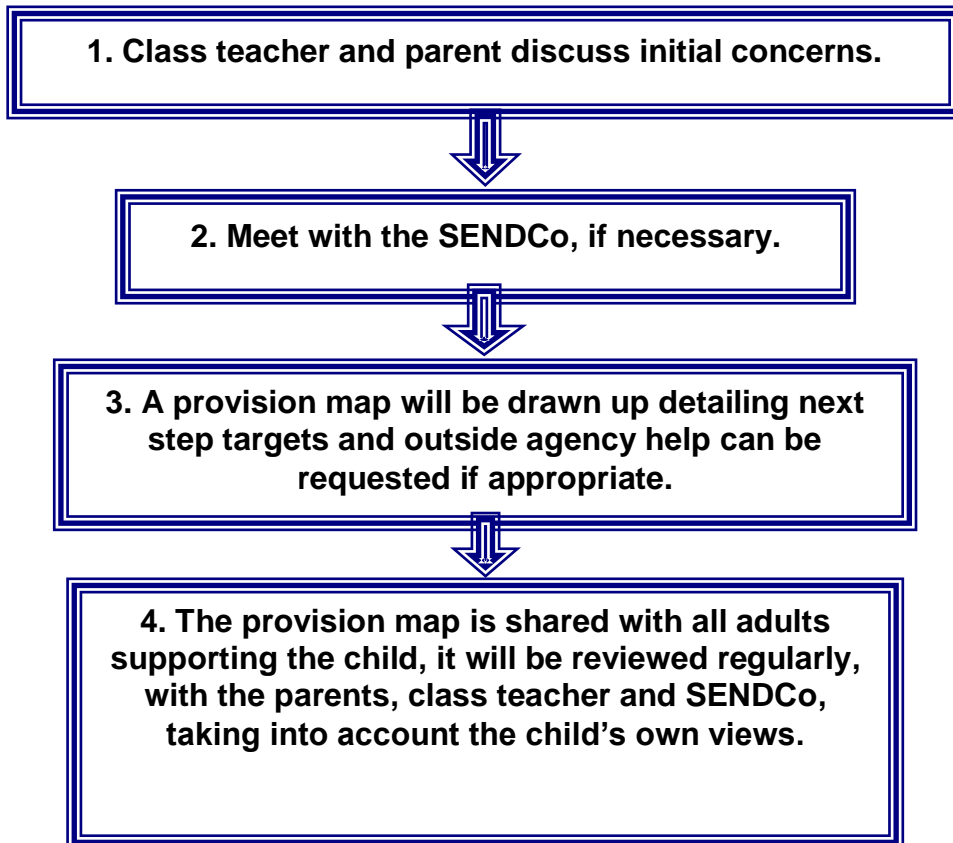 1. Class teacher and parent discuss initial concerns.
2. Meet with the SENDCo, if necessary.
3. A provision map will be drawn up detailing next
step targets and outside agency help can be
requested if appropriate.
4. The provision map is shared with all adults
supporting the child, it will be reviewed regularly,
with the parents, class teacher and SENDCo,
taking into account the child’s own views.